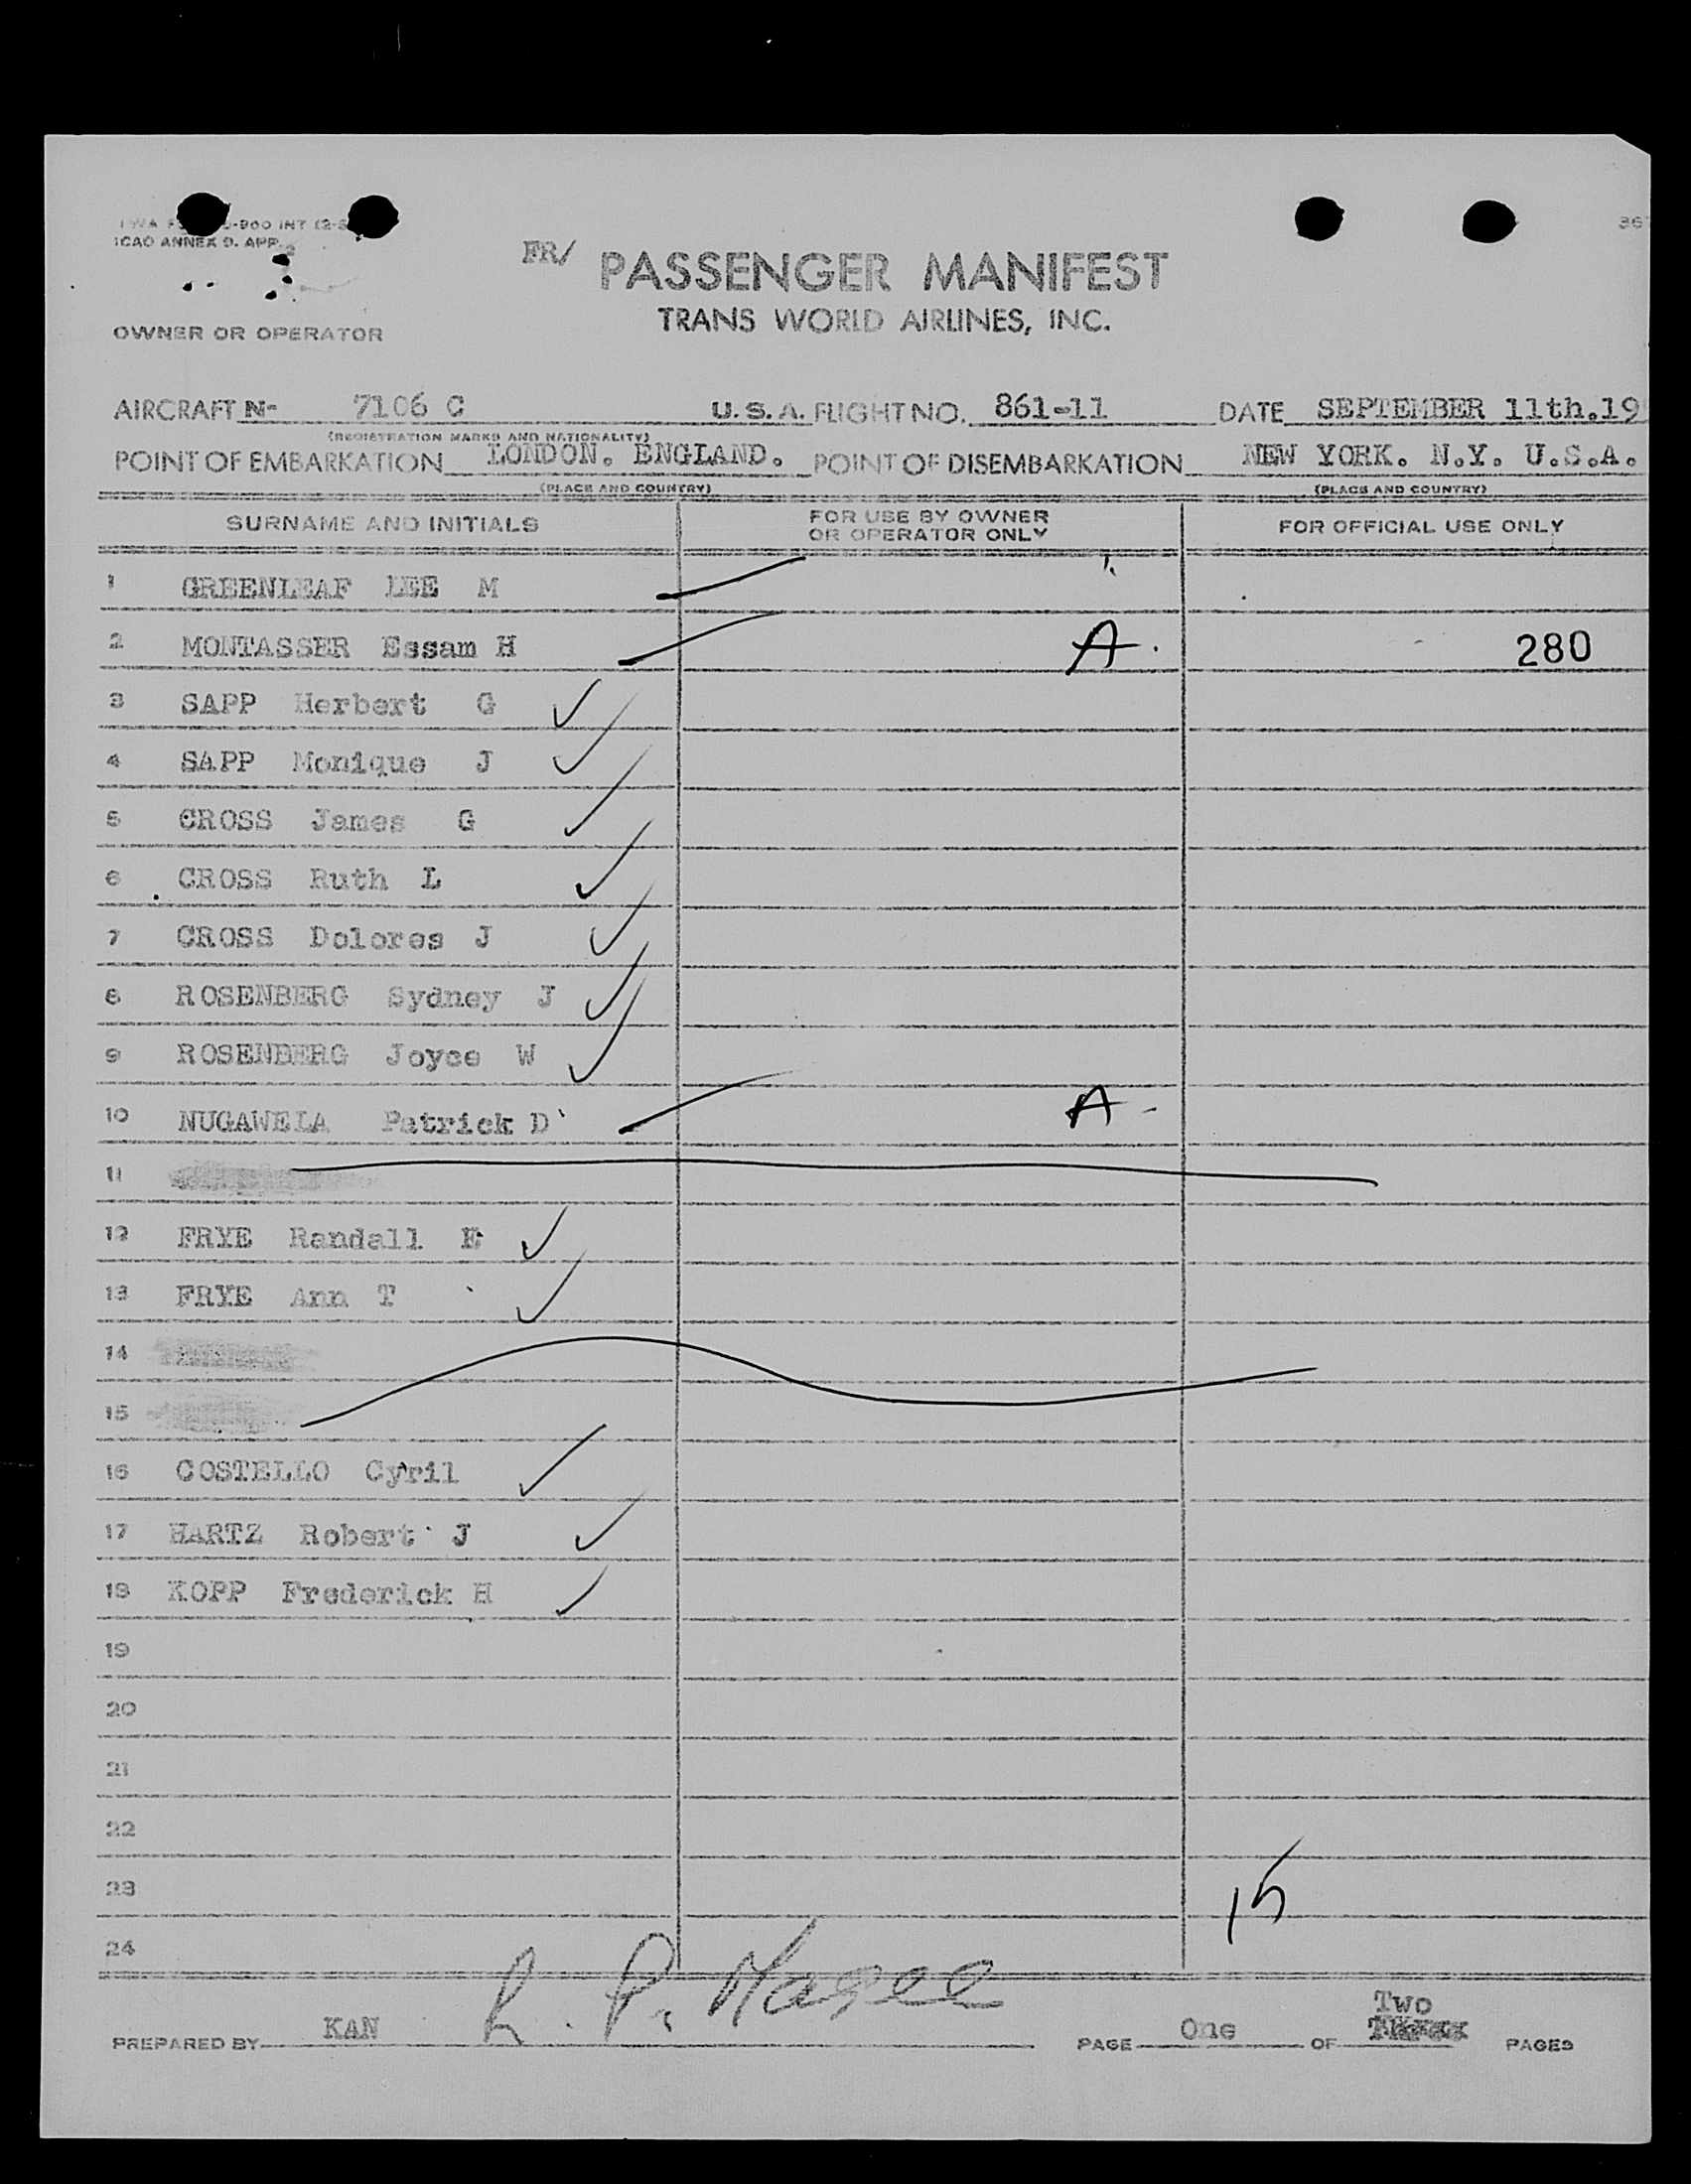 ICAO ANNEX 9. APP. 2
367
FR/ PASSENGER MANIFEST
TRANS WORLD AIRLINES, INC.
OWNER OR OPERATOR
AIRCRAFT N- 7106 C U.S.A. FLIGHT NO. 861-11 DATE SEPTEMBER 11th.19
(REGISTRATION MARKS AND NATIONALITY)
POINT OF EMBARKATION LONDON. ENGLAND. POINT OF DISEMBARKATION NEW YORK. N.Y. U.S.A.
(PLACE AND COUNTRY) (PLACE AND COUNTRY)
SURNAME AND INITIALS FOR USE BY OWNER OR OPERATOR ONLY FOR OFFICIAL USE ONLY
1 GREENLEAF LEE M
2 MONTASSER Essam H A. 280
3 SAPP Herbert G
4 SAPP Monique J
5 CROSS James G
6 CROSS Ruth L
7 CROSS Dolores J
8 ROSENBERG Sydney J
9 ROSENBERG Joyce W
10 NUGAWELA Patrick D A -
11
12 FRYE Randall E
13 FRYE Ann T
14
15
16 COSTELLO Cyril
17 HARTZ Robert J
18 KOPP Frederick H
19
20
21
22
23 15
24
PREPARED BY KAN R. P. Magee PAGE One OF Two Three PAGES